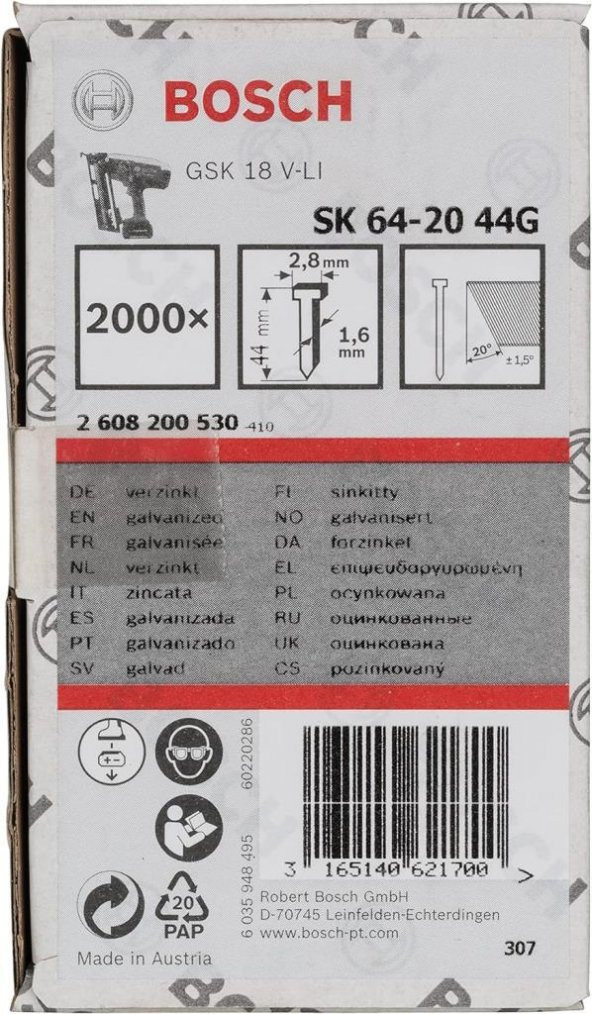 BOSCH
GSK 18 V-LI
SK 64-20 44G
2000×
2,8 mm
44 mm
1,6 mm
20°
± 1,5°
2 608 200 530 -410
DE verzinkt FI sinkitty
EN galvanized NO galvanisert
FR galvanisée DA forzinket
NL verzinkt EL επιψευδαργυρωμένη
IT zincata PL ocynkowana
ES galvanizada RU оцинкованные
PT galvanizado UK оцинкована
SV galvad CS pozinkovaný
60220286
6 035 948 495
3 165140 621700 >
20
PAP
Robert Bosch GmbH
D-70745 Leinfelden-Echterdingen
www.bosch-pt.com
Made in Austria
307